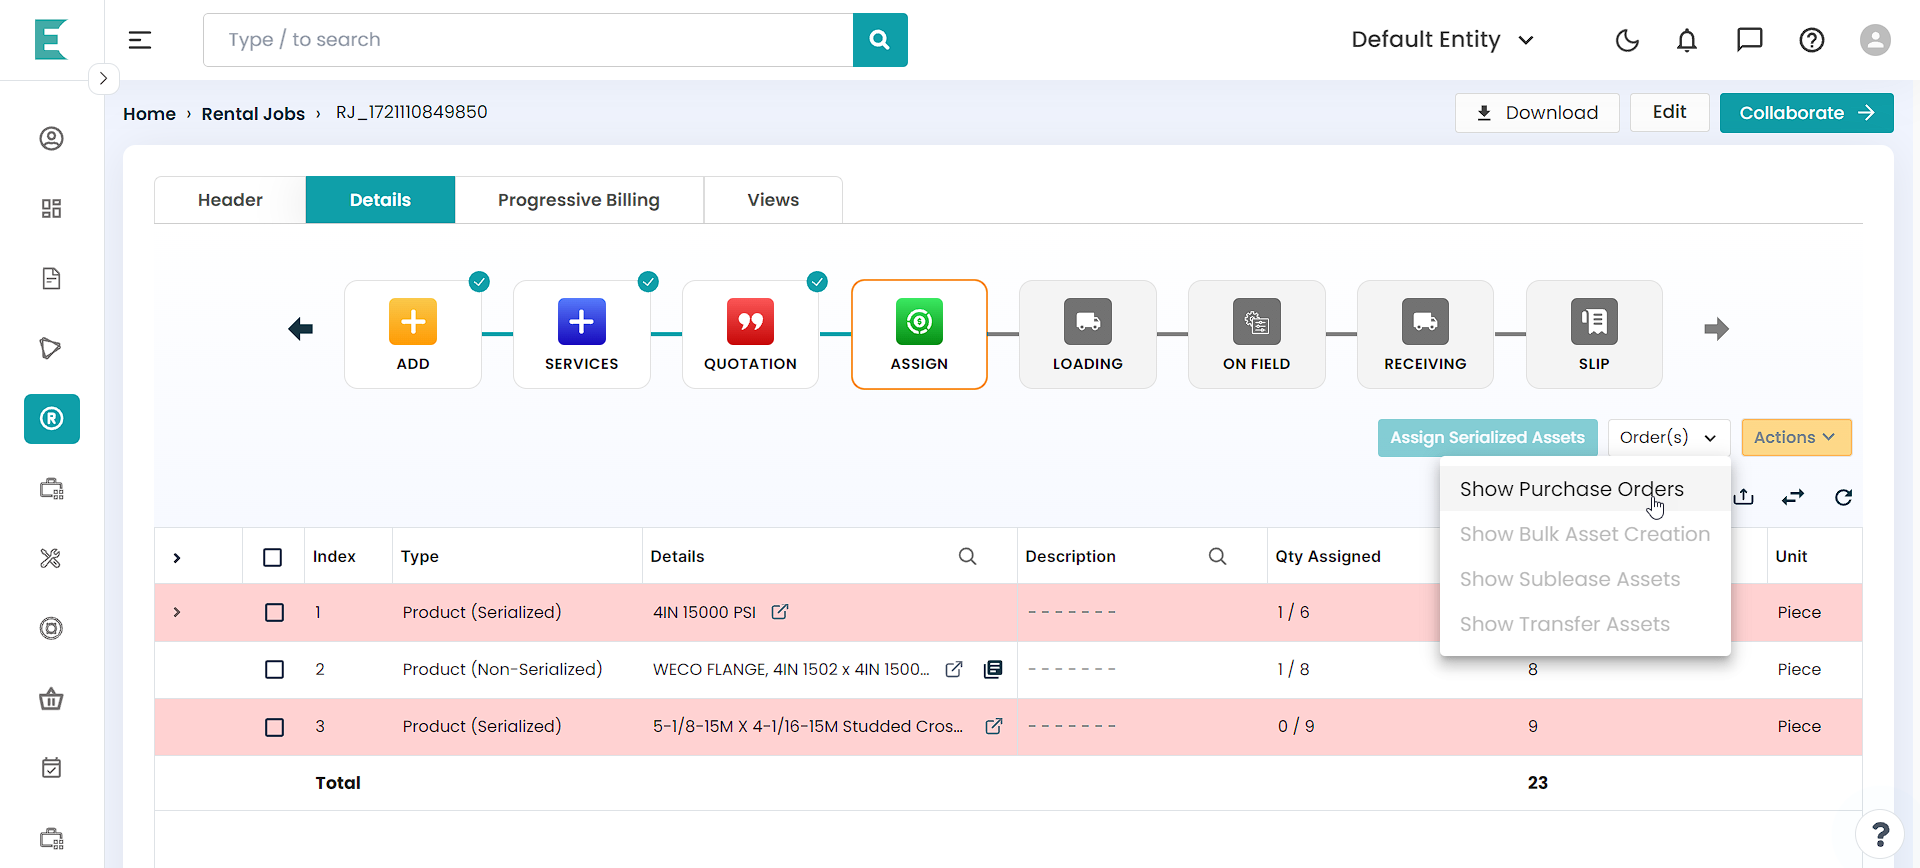 Type / to search
Default Entity
Home › Rental Jobs › RJ_1721110849850
Download
Edit
Collaborate
Header
Details
Progressive Billing
Views
ADD
SERVICES
QUOTATION
ASSIGN
LOADING
ON FIELD
RECEIVING
SLIP
Assign Serialized Assets
Order(s)
Actions
Show Purchase Orders
Show Bulk Asset Creation
Show Sublease Assets
Show Transfer Assets
Index Type Details Description Qty Assigned Unit
1 Product (Serialized) 4IN 15000 PSI ------- 1 / 6 Piece
2 Product (Non-Serialized) WECO FLANGE, 4IN 1502 x 4IN 1500... ------- 1 / 8 8 Piece
3 Product (Serialized) 5-1/8-15M X 4-1/16-15M Studded Cros... ------- 0 / 9 9 Piece
Total 23
?